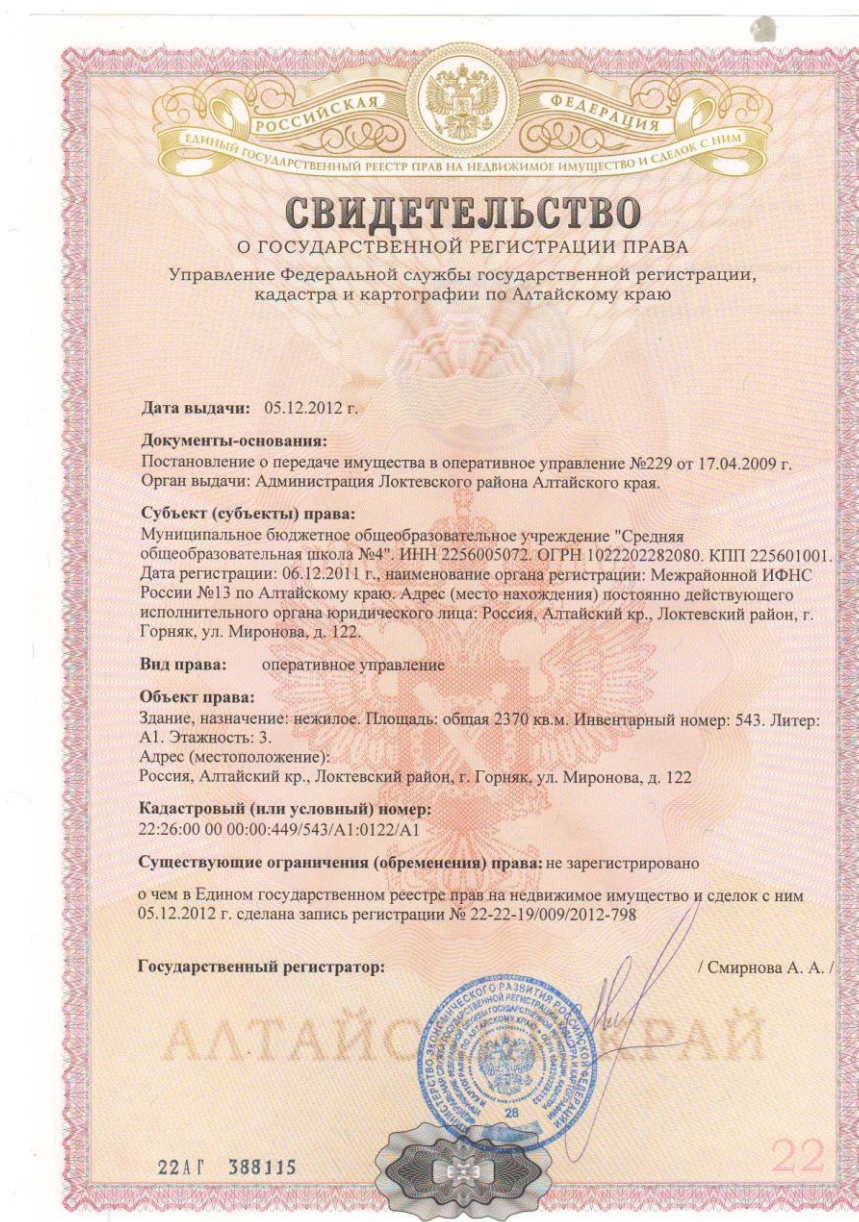 РОССИЙСКАЯ ФЕДЕРАЦИЯ
ЕДИНЫЙ ГОСУДАРСТВЕННЫЙ РЕЕСТР ПРАВ НА НЕДВИЖИМОЕ ИМУЩЕСТВО И СДЕЛОК С НИМ
СВИДЕТЕЛЬСТВО
О ГОСУДАРСТВЕННОЙ РЕГИСТРАЦИИ ПРАВА
Управление Федеральной службы государственной регистрации,
кадастра и картографии по Алтайскому краю
Дата выдачи: 05.12.2012 г.
Документы-основания:
Постановление о передаче имущества в оперативное управление №229 от 17.04.2009 г.
Орган выдачи: Администрация Локтевского района Алтайского края.
Субъект (субъекты) права:
Муниципальное бюджетное общеобразовательное учреждение "Средняя
общеобразовательная школа №4". ИНН 2256005072. ОГРН 1022202282080. КПП 225601001.
Дата регистрации: 06.12.2011 г., наименование органа регистрации: Межрайонной ИФНС
России №13 по Алтайскому краю. Адрес (место нахождения) постоянно действующего
исполнительного органа юридического лица: Россия, Алтайский кр., Локтевский район, г.
Горняк, ул. Миронова, д. 122.
Вид права: оперативное управление
Объект права:
Здание, назначение: нежилое. Площадь: общая 2370 кв.м. Инвентарный номер: 543. Литер:
А1. Этажность: 3.
Адрес (местоположение):
Россия, Алтайский кр., Локтевский район, г. Горняк, ул. Миронова, д. 122
Кадастровый (или условный) номер:
22:26:00 00 00:00:449/543/А1:0122/А1
Существующие ограничения (обременения) права: не зарегистрировано
о чем в Едином государственном реестре прав на недвижимое имущество и сделок с ним
05.12.2012 г. сделана запись регистрации № 22-22-19/009/2012-798
Государственный регистратор: / Смирнова А. А. /
АЛТАЙСКИЙ КРАЙ
МИНИСТЕРСТВО ЭКОНОМИЧЕСКОГО РАЗВИТИЯ РОССИЙСКОЙ ФЕДЕРАЦИИ
28
22АГ 388115
22